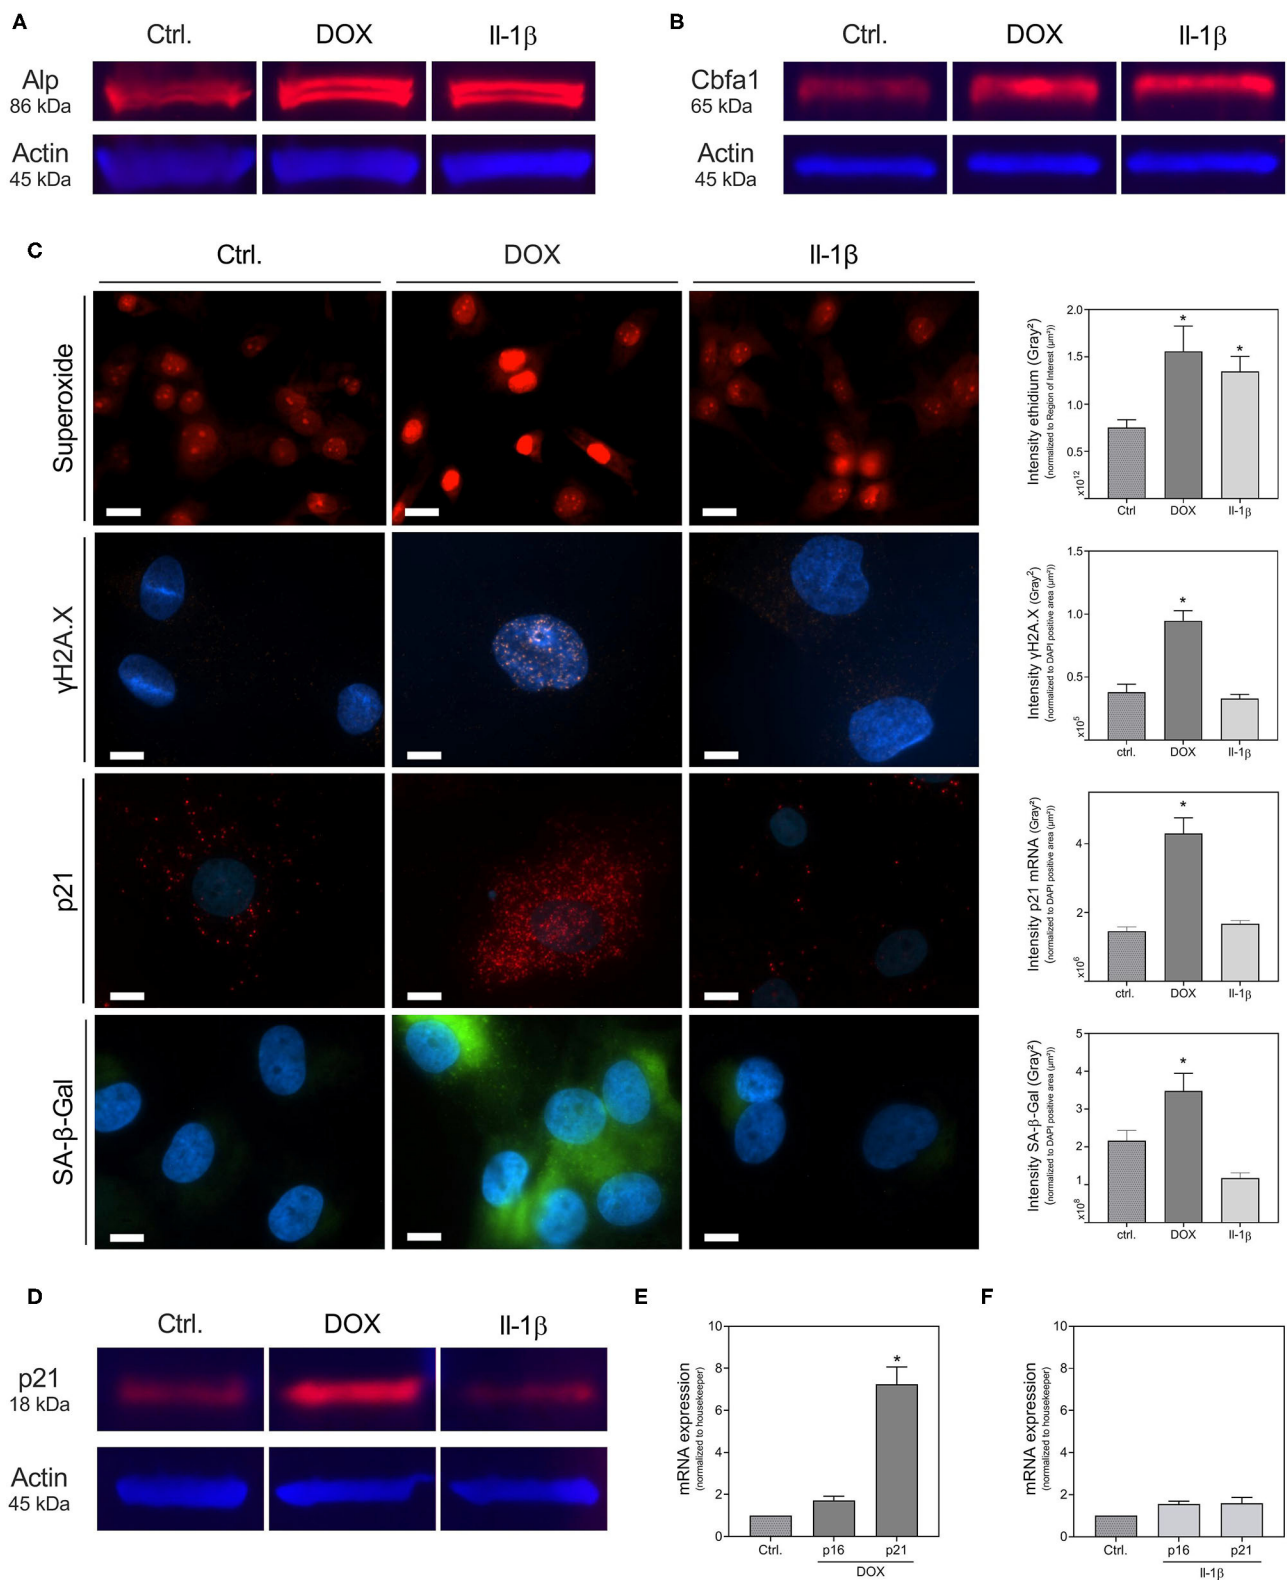 A
Ctrl. DOX Il-1β
Alp
86 kDa
Actin
45 kDa
B
Ctrl. DOX Il-1β
Cbfa1
65 kDa
Actin
45 kDa
C
Ctrl. DOX Il-1β
Superoxide
Intensity ethidium (Gray²)
(normalized to Region of Interest (µm²))
2.0
1.5
1.0
0.5
x10¹²
Ctrl DOX Il-1β
* *
γH2A.X
Intensity γH2A.X (Gray²)
(normalized to DAPI positive area (µm²))
1.5
1.0
0.5
x10⁵
ctrl. DOX Il-1β
*
p21
Intensity p21 mRNA (Gray²)
(normalized to DAPI positive area (µm²))
4
2
x10⁶
ctrl. DOX Il-1β
*
SA-β-Gal
Intensity SA-β-Gal (Gray²)
(normalized to DAPI positive area (µm²))
5
4
3
2
1
x10⁸
ctrl. DOX Il-1β
*
D
Ctrl. DOX Il-1β
p21
18 kDa
Actin
45 kDa
E
mRNA expression
(normalized to housekeeper)
10
8
6
4
2
0
*
Ctrl. p16 p21
DOX
F
mRNA expression
(normalized to housekeeper)
10
8
6
4
2
0
Ctrl. p16 p21
Il-1β